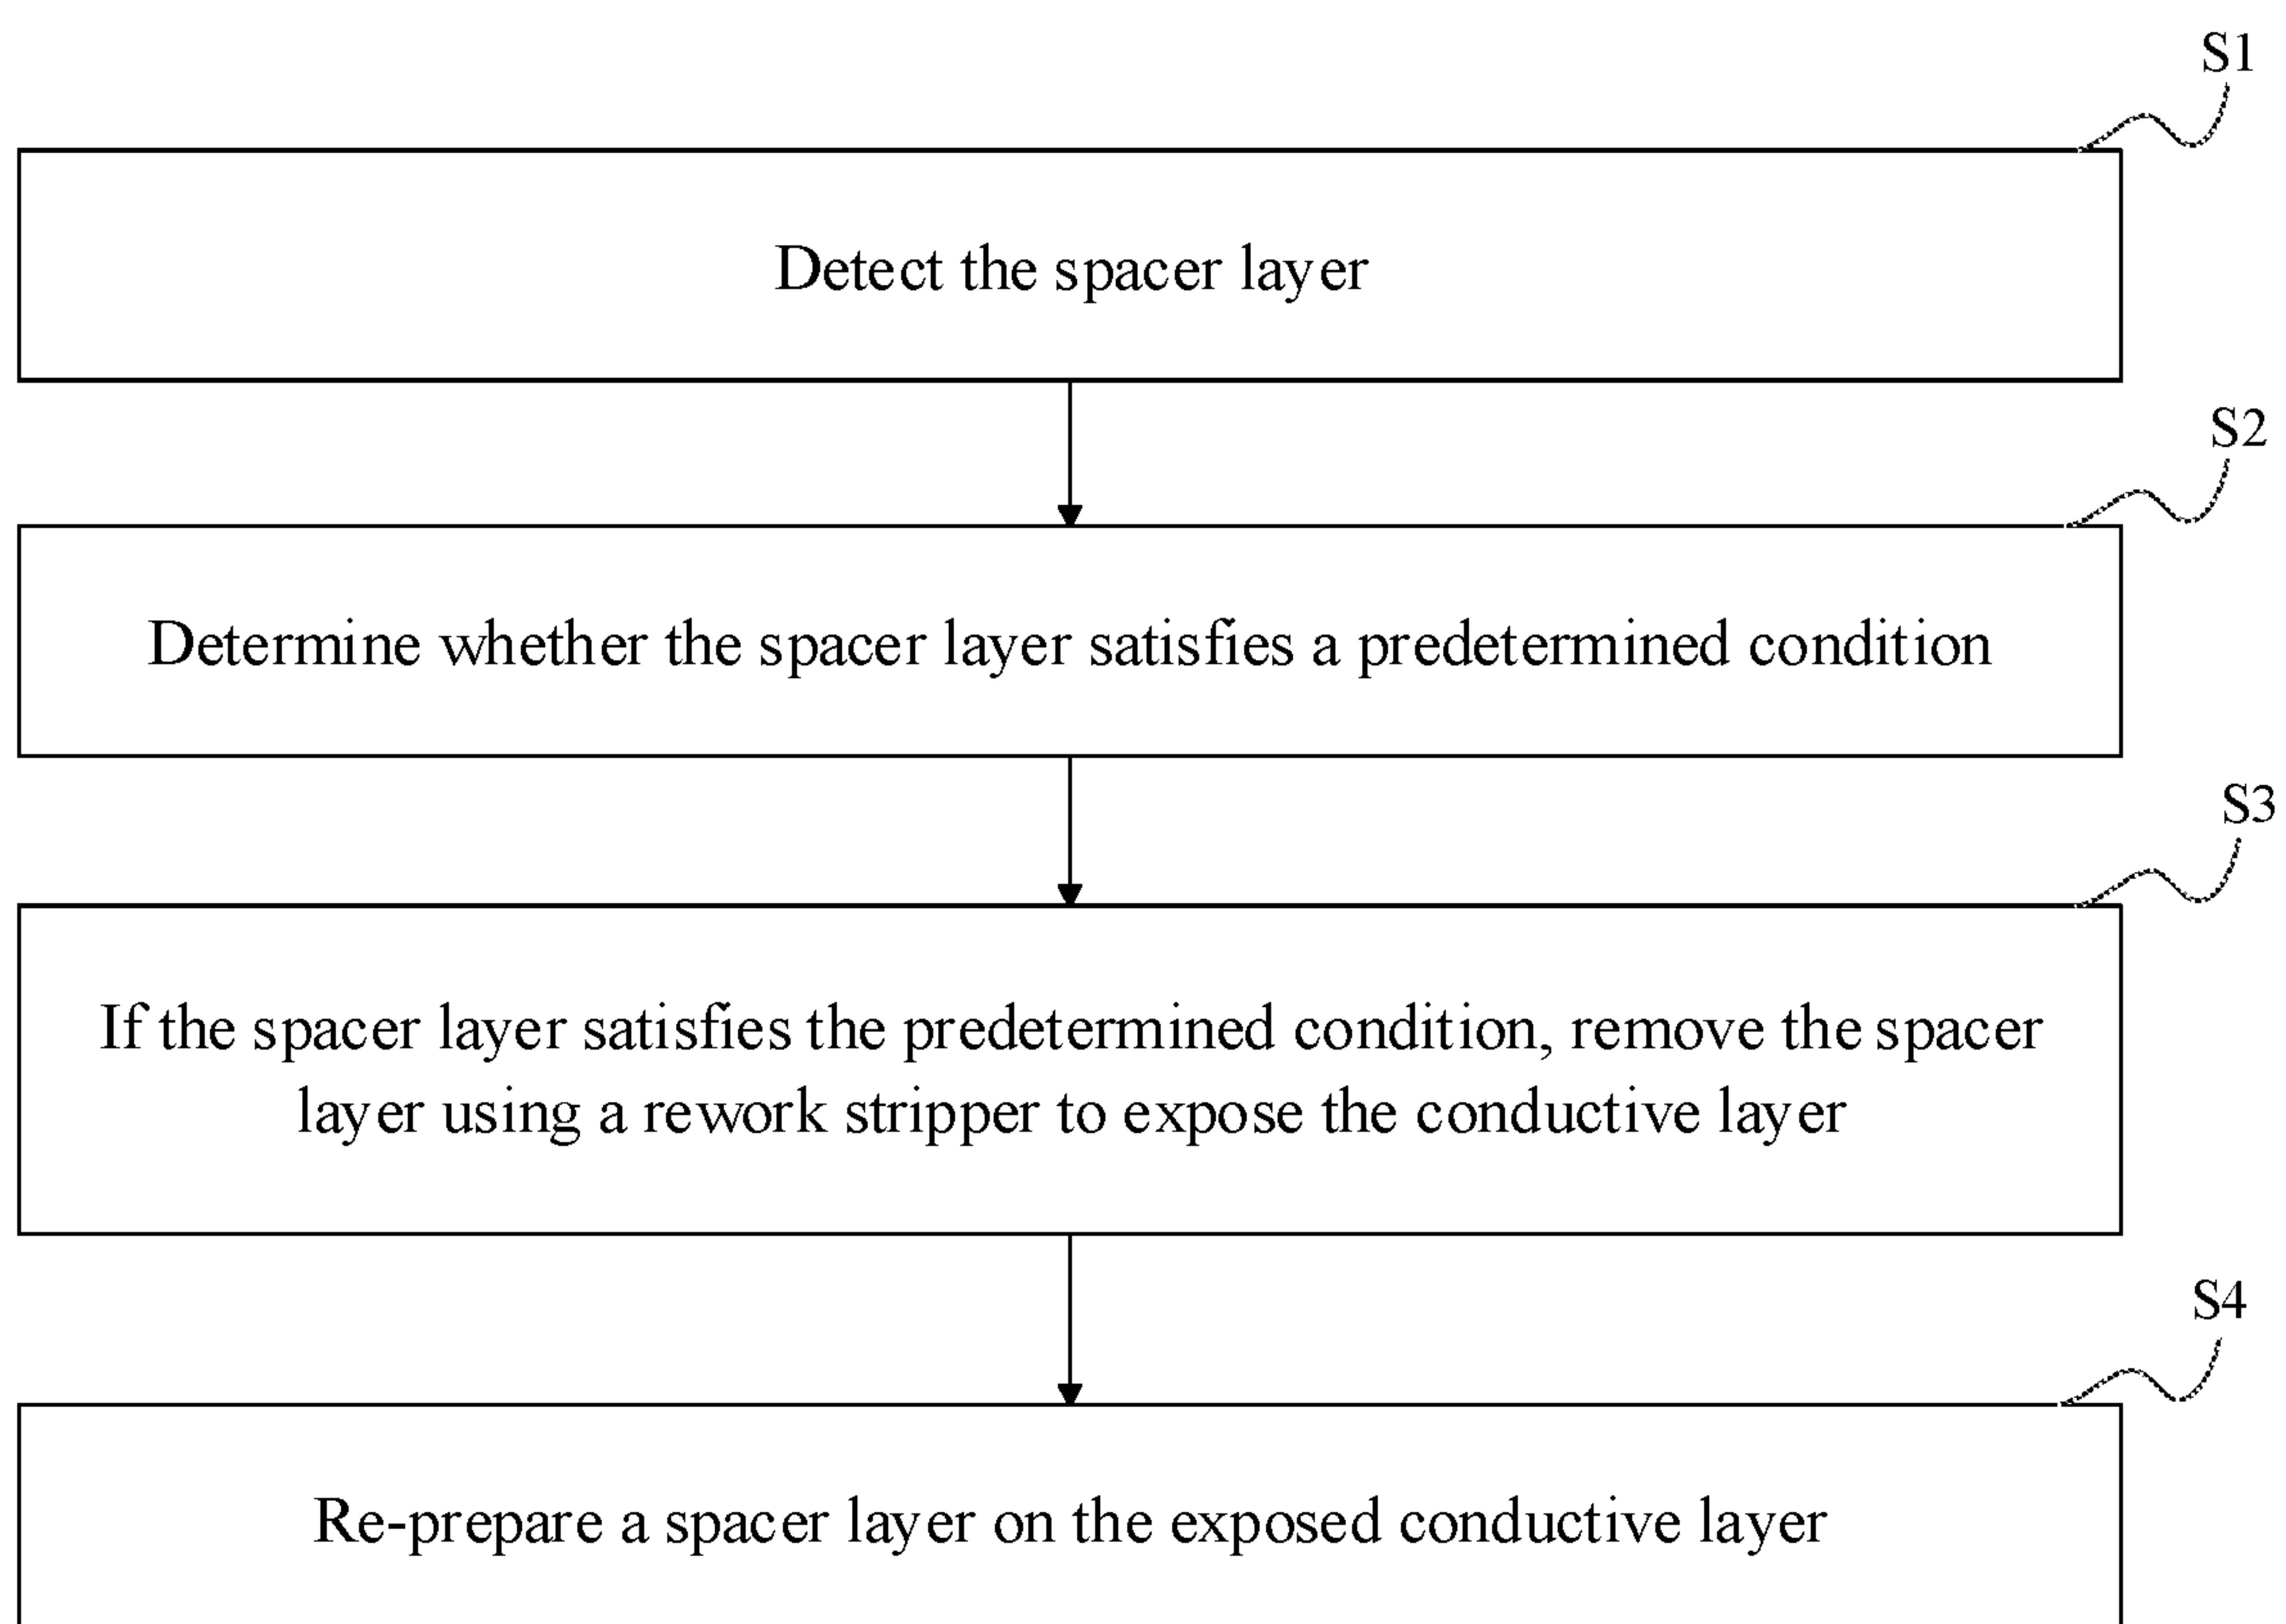 S1
Detect the spacer layer
S2
Determine whether the spacer layer satisfies a predetermined condition
S3
If the spacer layer satisfies the predetermined condition, remove the spacer
layer using a rework stripper to expose the conductive layer
S4
Re-prepare a spacer layer on the exposed conductive layer